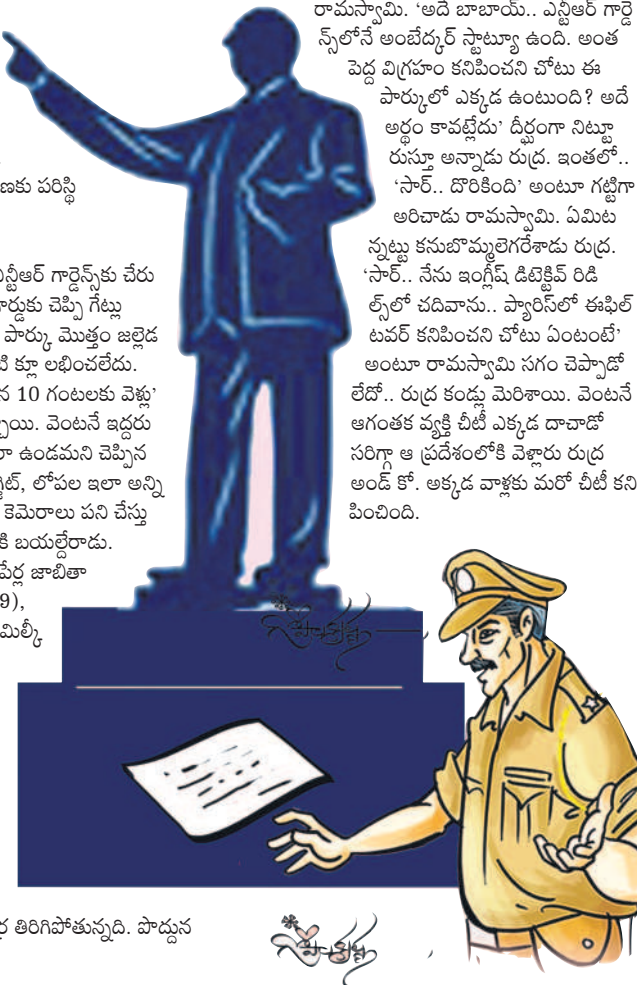 ణకు పరిస్థి
ఎన్టీఆర్ గార్డెన్స్‌కు చేరు
ార్డుకు చెప్పి గేట్లు
పార్కు మొత్తం జల్లెడ
టి క్లూ లభించలేదు.
న 10 గంటలకు వెళ్లు'
్చాయి. వెంటనే ఇద్దరు
ా ఉండమని చెప్పిన
్గేట్, లోపల ఇలా అన్ని
కెమెరాలు పని చేస్తు
కి బయల్దేరాడు.
పేర్ల జాబితా
9),
మిల్కీ
్ర తిరిగిపోతున్నది. పొద్దున
రామస్వామి. 'అదే బాబాయ్.. ఎన్టీఆర్ గార్డె
న్స్‌లోనే అంబేద్కర్ స్టాచ్యూ ఉంది. అంత
పెద్ద విగ్రహం కనిపించని చోటు ఈ
పార్కులో ఎక్కడ ఉంటుంది? అదే
అర్థం కావట్లేదు' దీర్ఘంగా నిట్టూ
రుస్తూ అన్నాడు రుద్ర. ఇంతలో..
'సార్.. దొరికింది' అంటూ గట్టిగా
అరిచాడు రామస్వామి. ఏమిట
న్నట్టు కనుబొమ్మలెగరేశాడు రుద్ర.
'సార్.. నేను ఇంగ్లీష్ డిటెక్టివ్ రిడి
ల్స్‌లో చదివాను.. ప్యారిస్‌లో ఈఫిల్
టవర్ కనిపించని చోటు ఏంటంటే'
అంటూ రామస్వామి సగం చెప్పాడో
లేదో.. రుద్ర కండ్లు మెరిశాయి. వెంటనే
ఆగంతక వ్యక్తి చీటీ ఎక్కడ దాచాడో
సరిగ్గా ఆ ప్రదేశంలోకి వెళ్లారు రుద్ర
అండ్ కో. అక్కడ వాళ్లకు మరో చీటీ కని
పించింది.